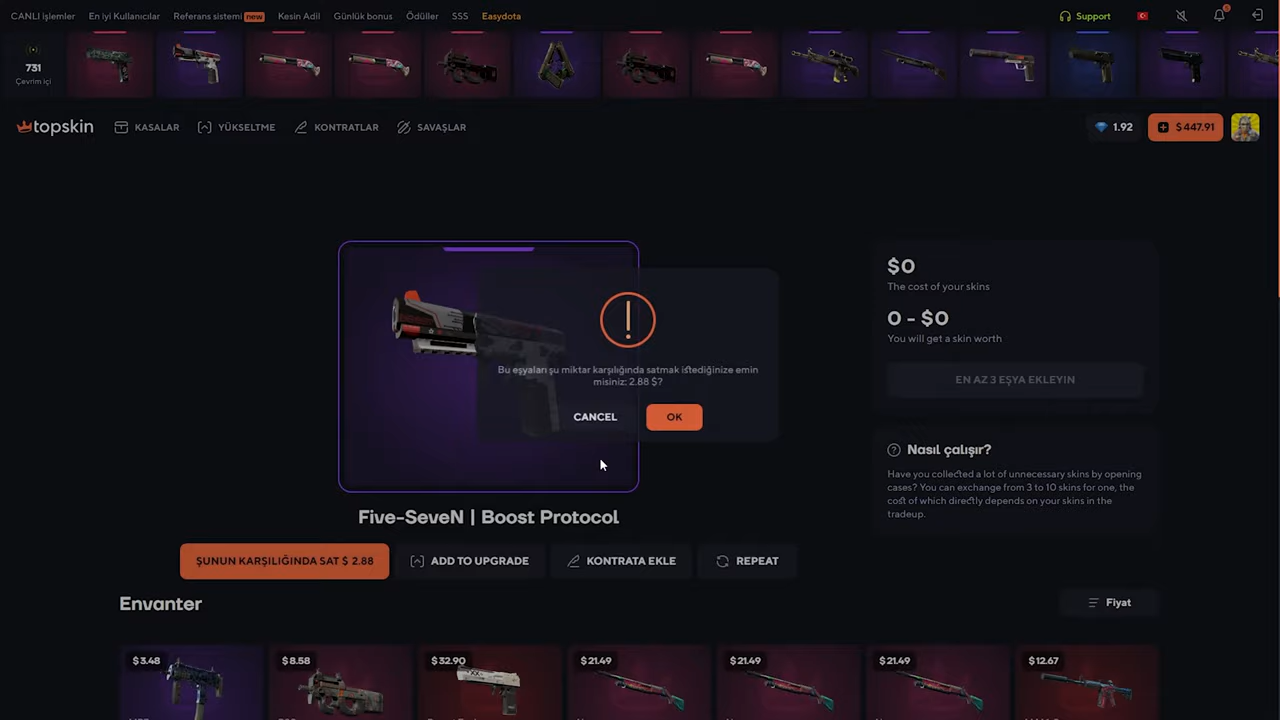 CANLI işlemler
En iyi Kullanıcılar
Referans sistemi new
Kesin Adil
Günlük bonus
Ödüller
SSS
Easydota
Support
5
731
Çevrim içi
topskin
KASALAR
YÜKSELTME
KONTRATLAR
SAVAŞLAR
1.92
$ 447.91
$0
The cost of your skins
0 - $0
You will get a skin worth
EN AZ 3 EŞYA EKLEYIN
Bu eşyaları şu miktar karşılığında satmak istediğinize emin
misiniz: 2.88 $?
CANCEL
OK
Nasıl çalışır?
Have you collected a lot of unnecessary skins by opening
cases? You can exchange from 3 to 10 skins for one, the
cost of which directly depends on your skins in the
tradeup.
Five-SeveN | Boost Protocol
ŞUNUN KARŞILIĞINDA SAT $ 2.88
ADD TO UPGRADE
KONTRATA EKLE
REPEAT
Envanter
Fiyat
$ 3.48
$ 8.58
$ 32.90
$ 21.49
$ 21.49
$ 21.49
$ 12.67